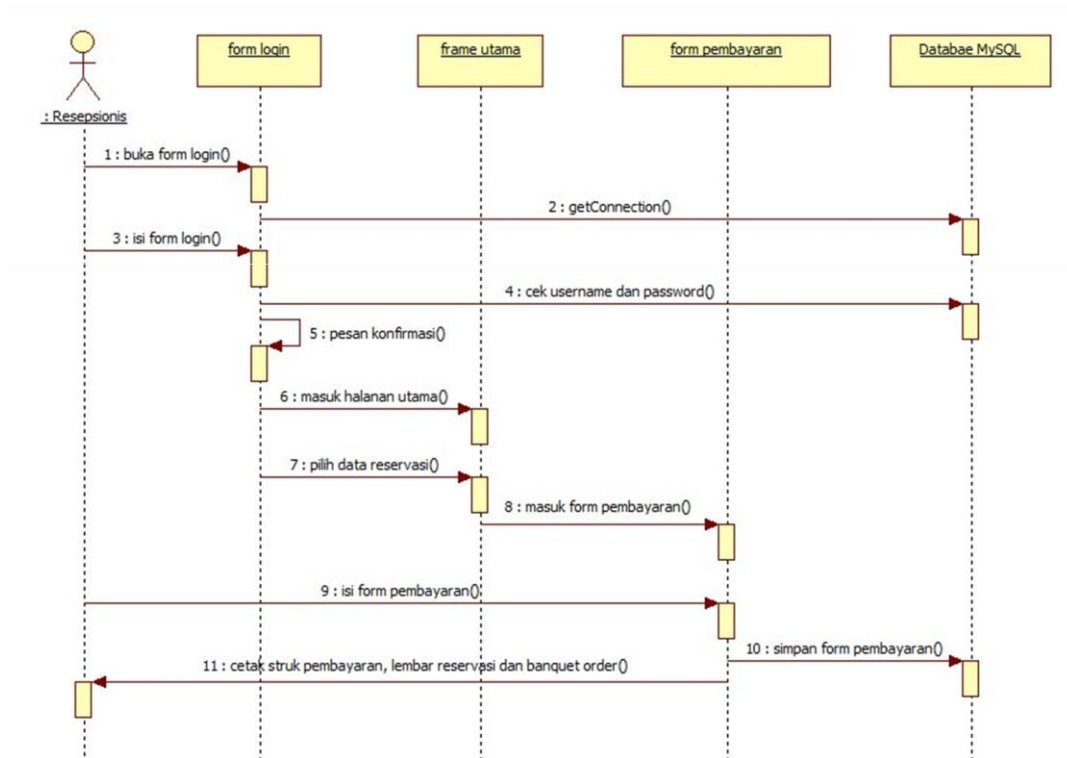 form login
frame utama
form pembayaran
Databae MySQL
: Resepsionis
1 : buka form login()
2 : getConnection()
3 : isi form login()
4 : cek username dan password()
5 : pesan konfirmasi()
6 : masuk halanan utama()
7 : pilih data reservasi()
8 : masuk form pembayaran()
9 : isi form pembayaran()
10 : simpan form pembayaran()
11 : cetak struk pembayaran, lembar reservasi dan banquet order()